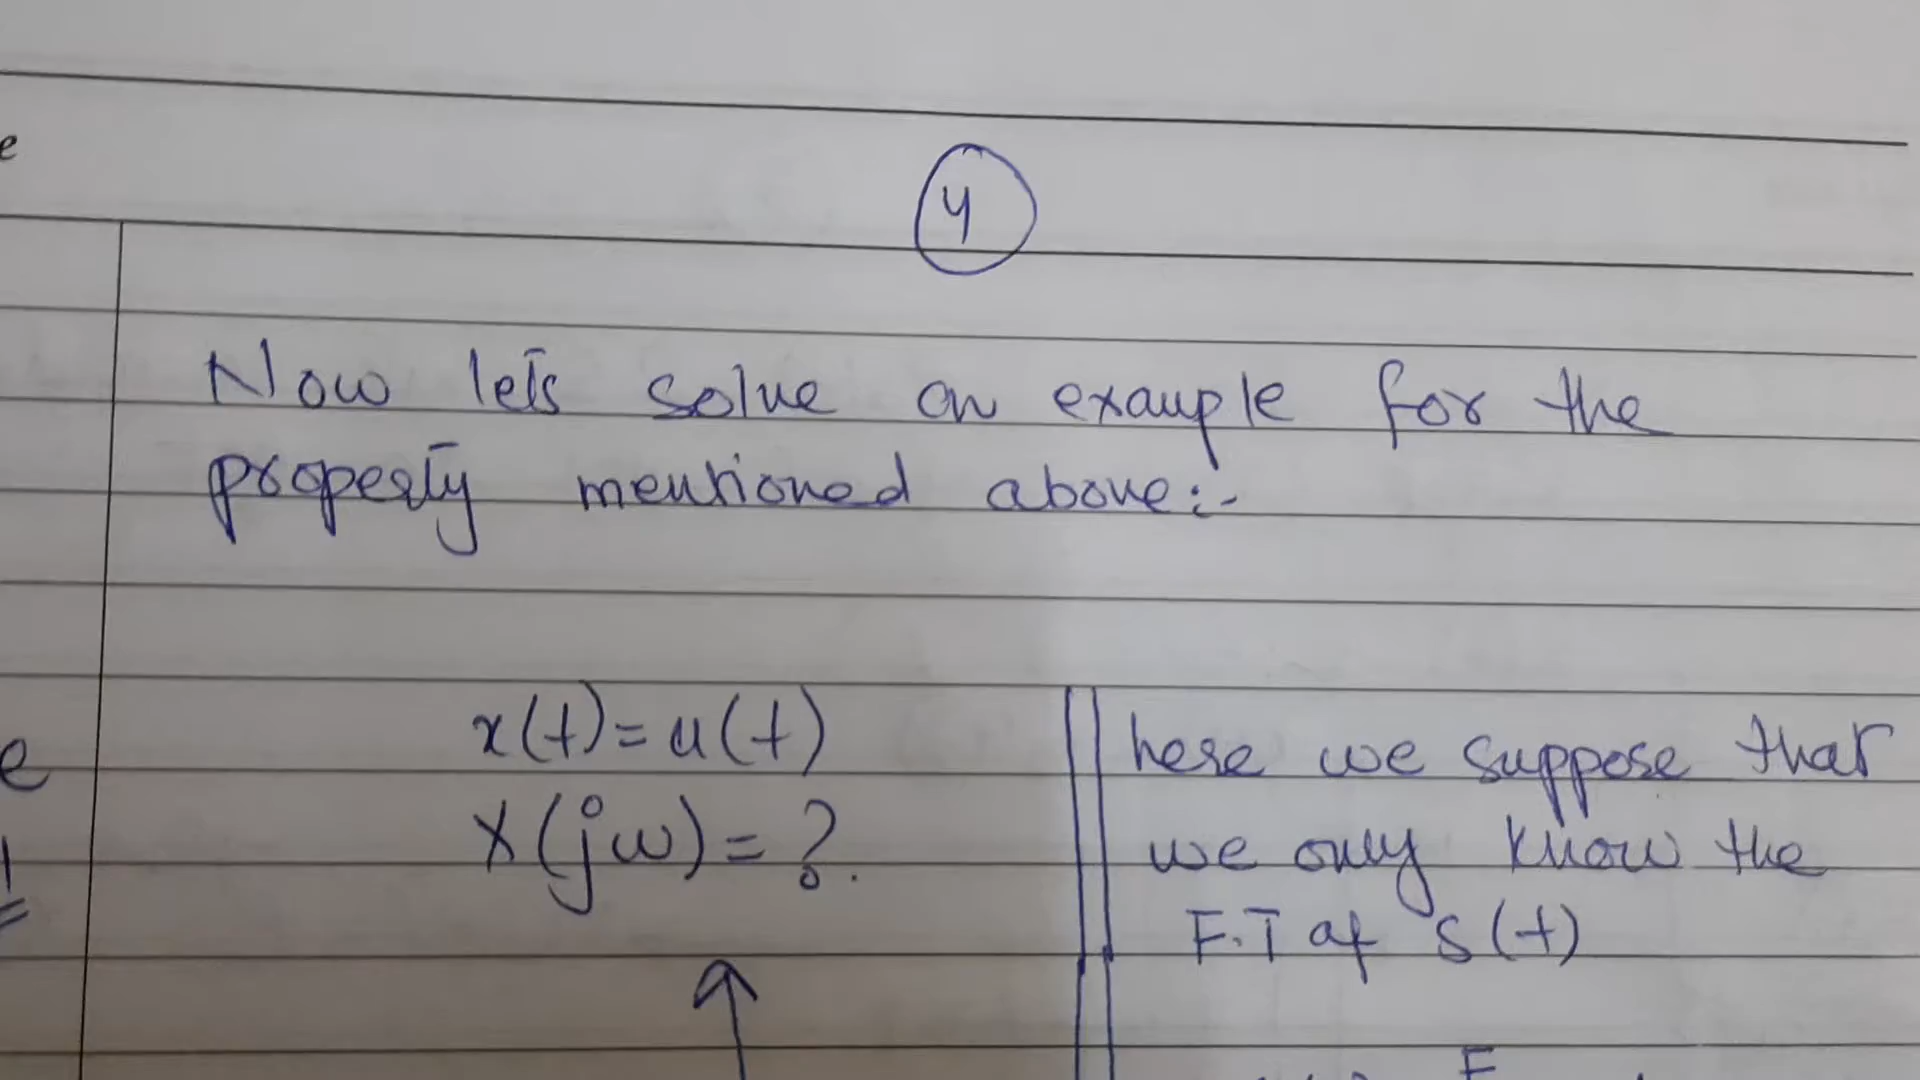 4
Now let's solve an example for the
property mentioned above:-
x(t)=u(t)
X(jω)=?.
here we suppose that
we only know the
F.T of δ(t)